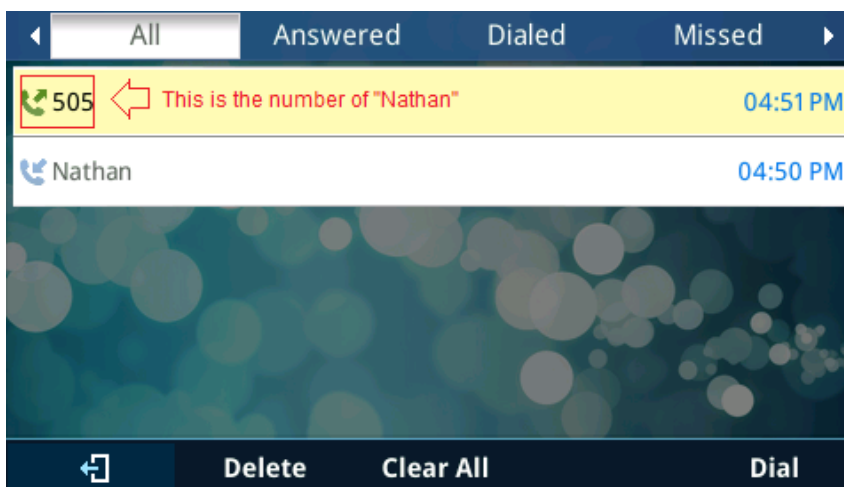 All Answered Dialed Missed
505 This is the number of "Nathan" 04:51 PM
Nathan 04:50 PM
Delete Clear All Dial